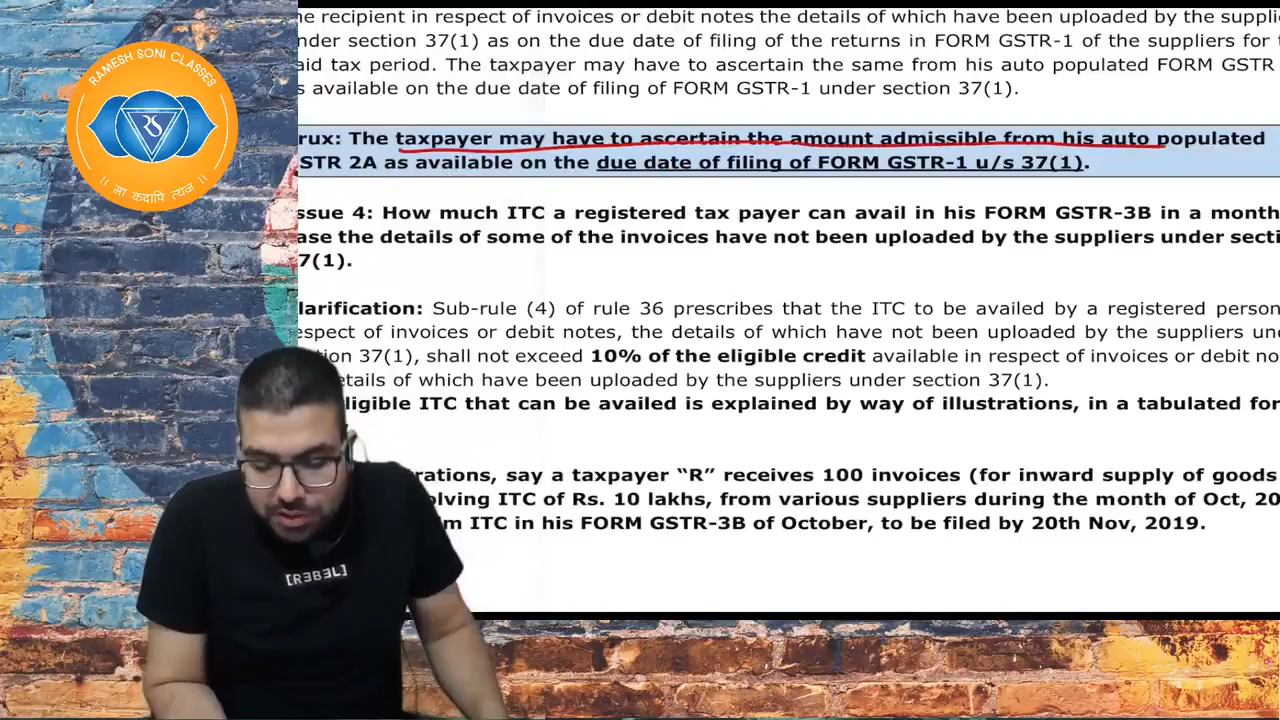 RAMESH SONI CLASSES
मा कदापि त्यज
he recipient in respect of invoices or debit notes the details of which have been uploaded by the suppli
nder section 37(1) as on the due date of filing of the returns in FORM GSTR-1 of the suppliers for t
aid tax period. The taxpayer may have to ascertain the same from his auto populated FORM GSTR
s available on the due date of filing of FORM GSTR-1 under section 37(1).
rux: The taxpayer may have to ascertain the amount admissible from his auto populated
STR 2A as available on the due date of filing of FORM GSTR-1 u/s 37(1).
ssue 4: How much ITC a registered tax payer can avail in his FORM GSTR-3B in a month
ase the details of some of the invoices have not been uploaded by the suppliers under secti
7(1).
larification: Sub-rule (4) of rule 36 prescribes that the ITC to be availed by a registered person
espect of invoices or debit notes, the details of which have not been uploaded by the suppliers un
tion 37(1), shall not exceed 10% of the eligible credit available in respect of invoices or debit no
etails of which have been uploaded by the suppliers under section 37(1).
ligible ITC that can be availed is explained by way of illustrations, in a tabulated for
rations, say a taxpayer “R” receives 100 invoices (for inward supply of goods
olving ITC of Rs. 10 lakhs, from various suppliers during the month of Oct, 20
m ITC in his FORM GSTR-3B of October, to be filed by 20th Nov, 2019.
[REBEL]